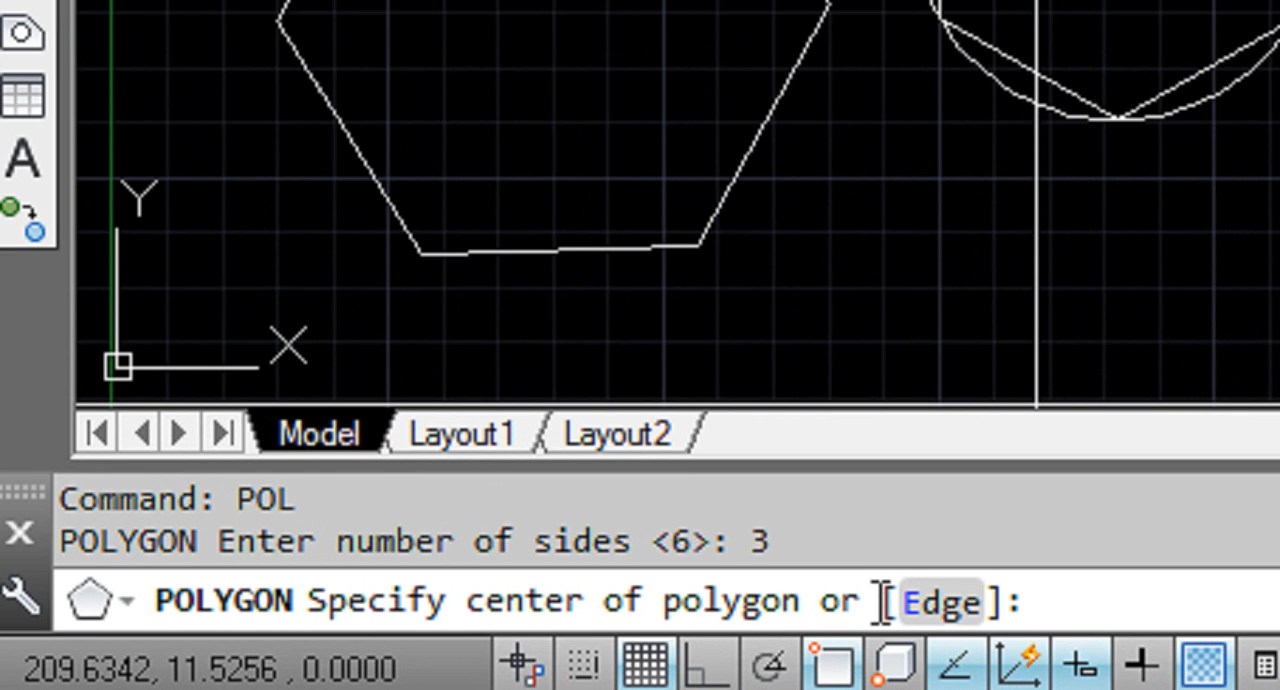 A
Y
X
Model Layout1 Layout2
Command: POL
POLYGON Enter number of sides <6>: 3
POLYGON Specify center of polygon or [Edge]:
209.6342, 11.5256 , 0.0000